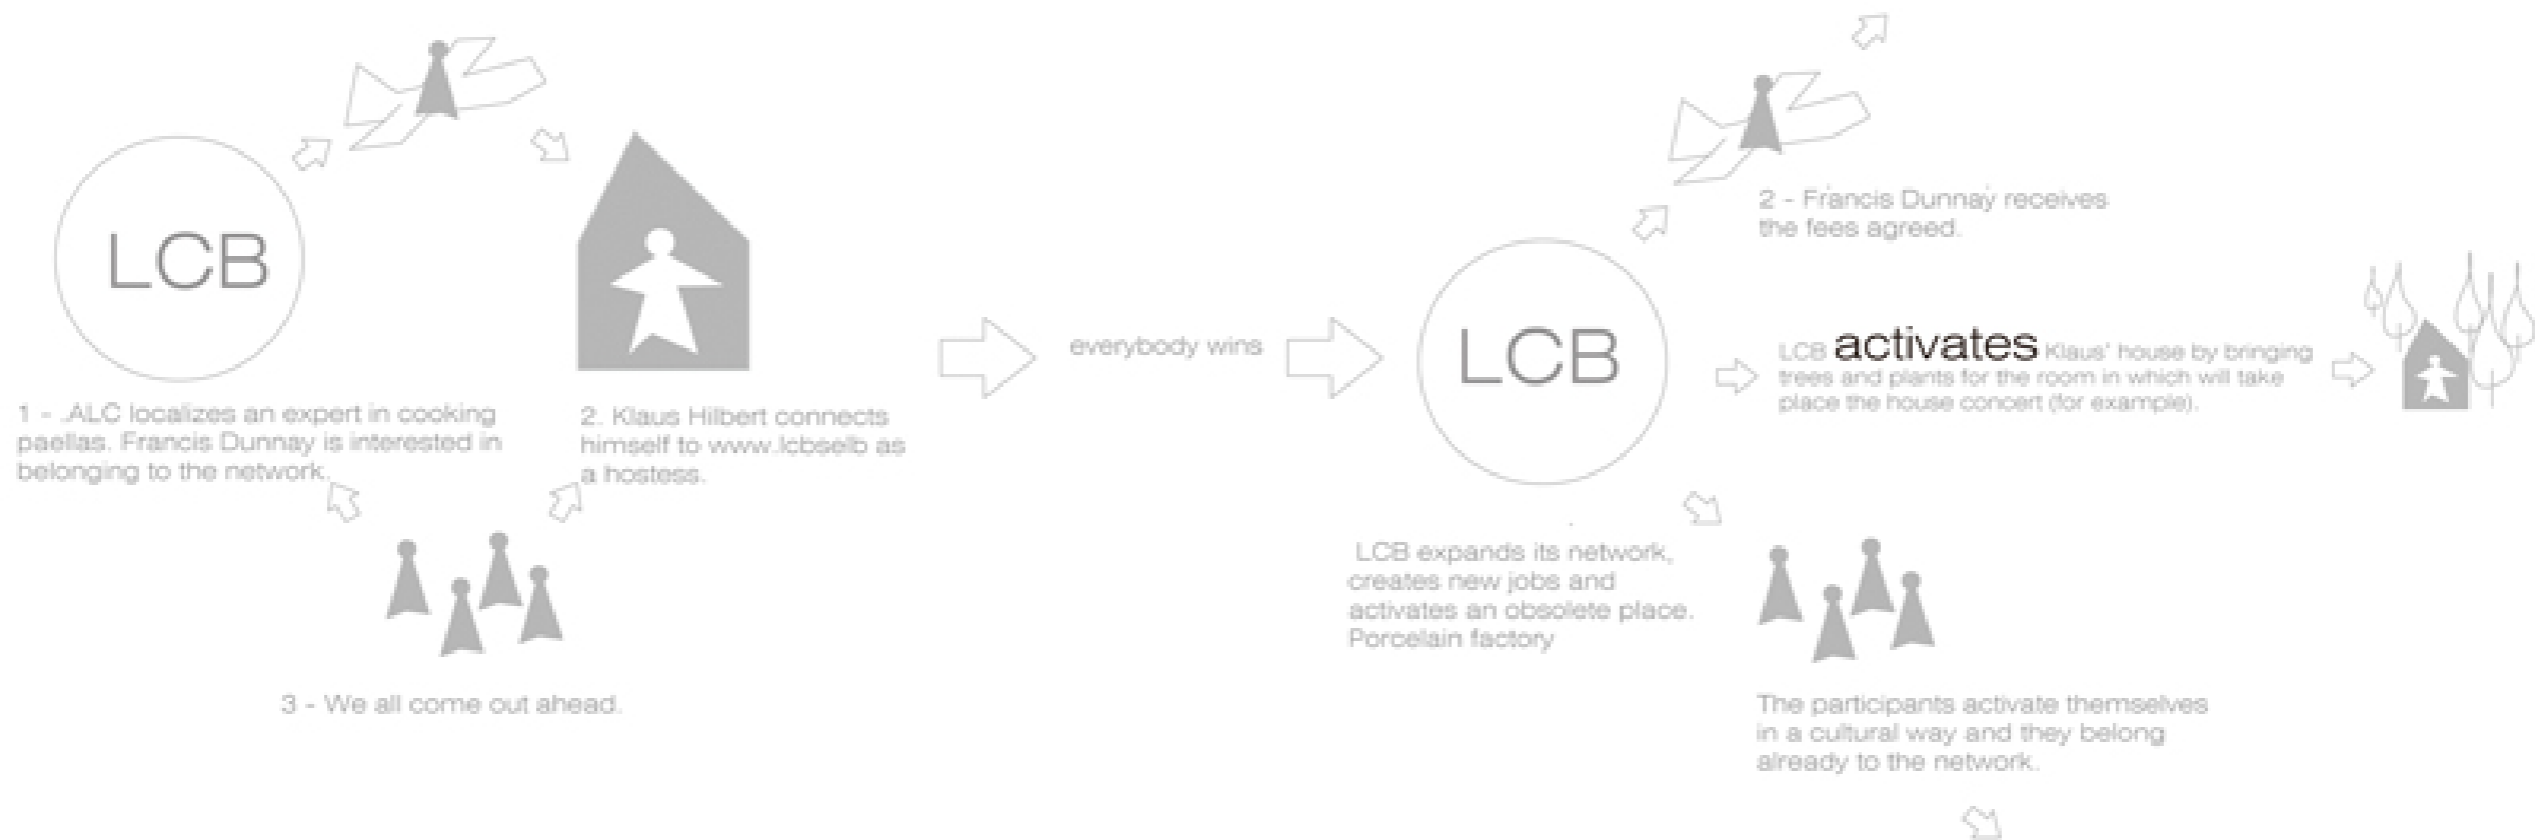 LCB
1 - .ALC localizes an expert in cooking
paellas. Francis Dunnay is interested in
belonging to the network.
2. Klaus Hilbert connects
himself to www.lcbselb as
a hostess.
3 - We all come out ahead.
everybody wins
LCB
2 - Francis Dunnay receives
the fees agreed.
LCB activates Klaus' house by bringing
trees and plants for the room in which will take
place the house concert (for example).
LCB expands its network,
creates new jobs and
activates an obsolete place.
Porcelain factory
The participants activate themselves
in a cultural way and they belong
already to the network.